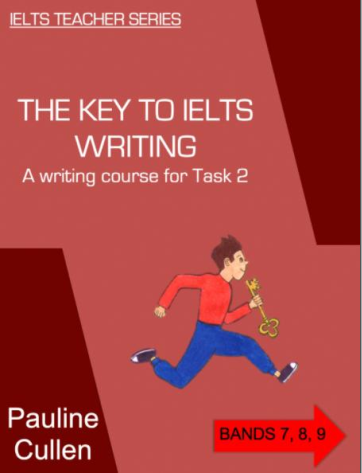 IELTS TEACHER SERIES
THE KEY TO IELTS
WRITING
A writing course for Task 2
Pauline
Cullen
BANDS 7, 8, 9